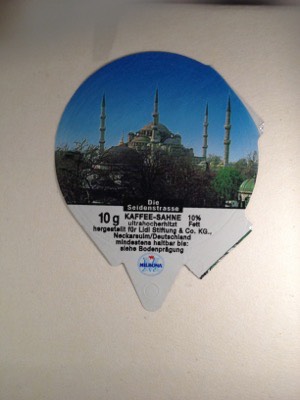 Die
Seidenstrasse
10 g KAFFEE-SAHNE 10%
ultrahocherhitzt Fett
hergestellt für Lidl Stiftung & Co. KG.,
Neckarsulm/Deutschland
mindestens haltbar bis:
siehe Bodenprägung
MILBONA